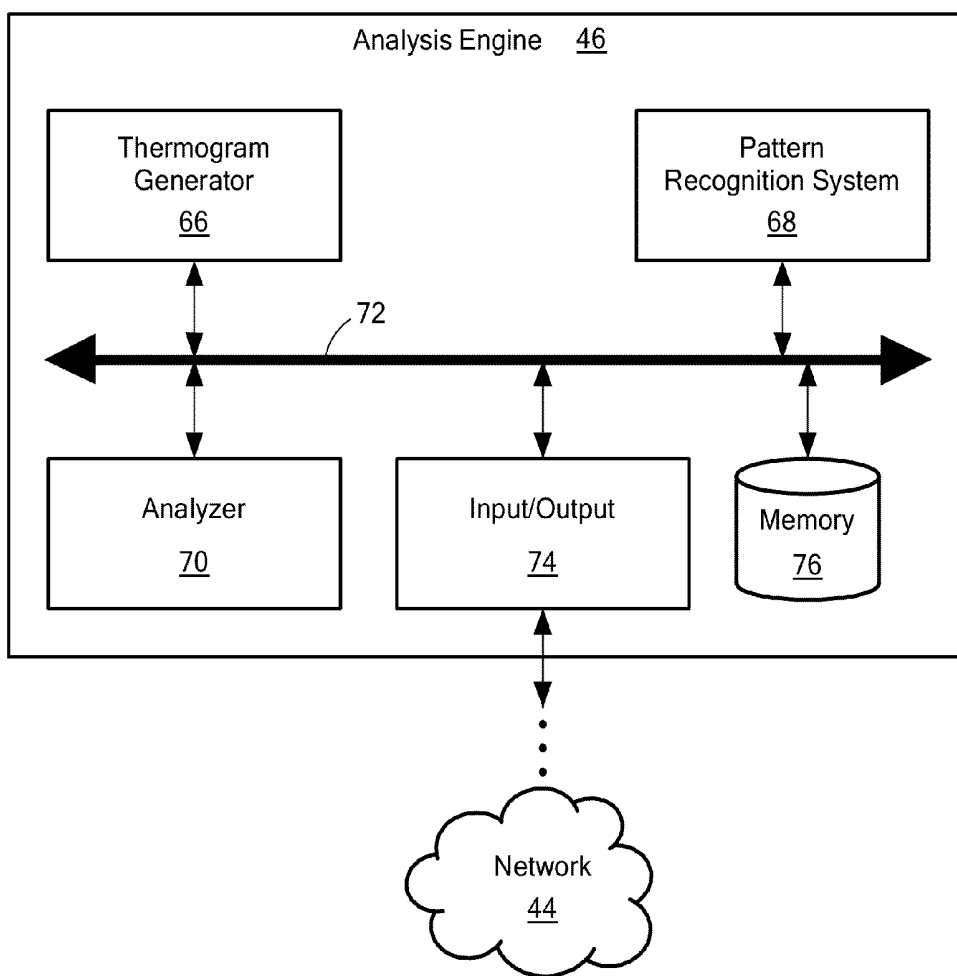 Analysis Engine 46
Thermogram
Generator
66
Pattern
Recognition System
68
72
Analyzer
70
Input/Output
74
Memory
76
Network
44